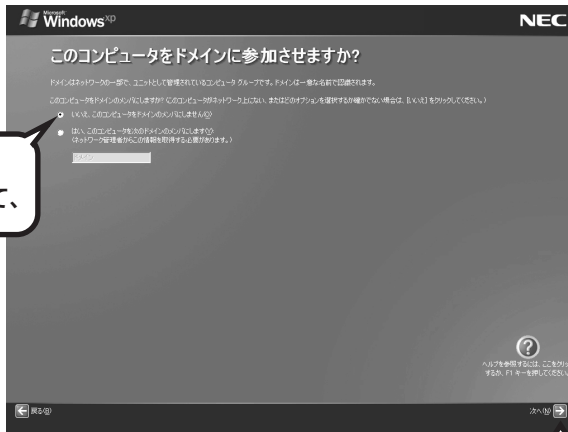 Microsoft
Windows xp
NEC
このコンピュータをドメインに参加させますか?
ドメインはネットワークの一部で、ユニットとして管理されているコンピュータ グループです。ドメインは一意な名前で認識されます。
このコンピュータをドメインのメンバにしますか? (このコンピュータがネットワーク上にない、またはどのオプションを選択するか確かでない場合は、[いいえ] をクリックしてください。)
いいえ、このコンピュータをドメインのメンバにしません(O)
はい、このコンピュータを次のドメインのメンバにします(Y)
(ネットワーク管理者からこの情報を取得する必要があります。)
ドメイン
て、
?
ヘルプを参照するには、ここをクリッ
するか、F1 キーを押してください。
戻る(B)
次へ(N)